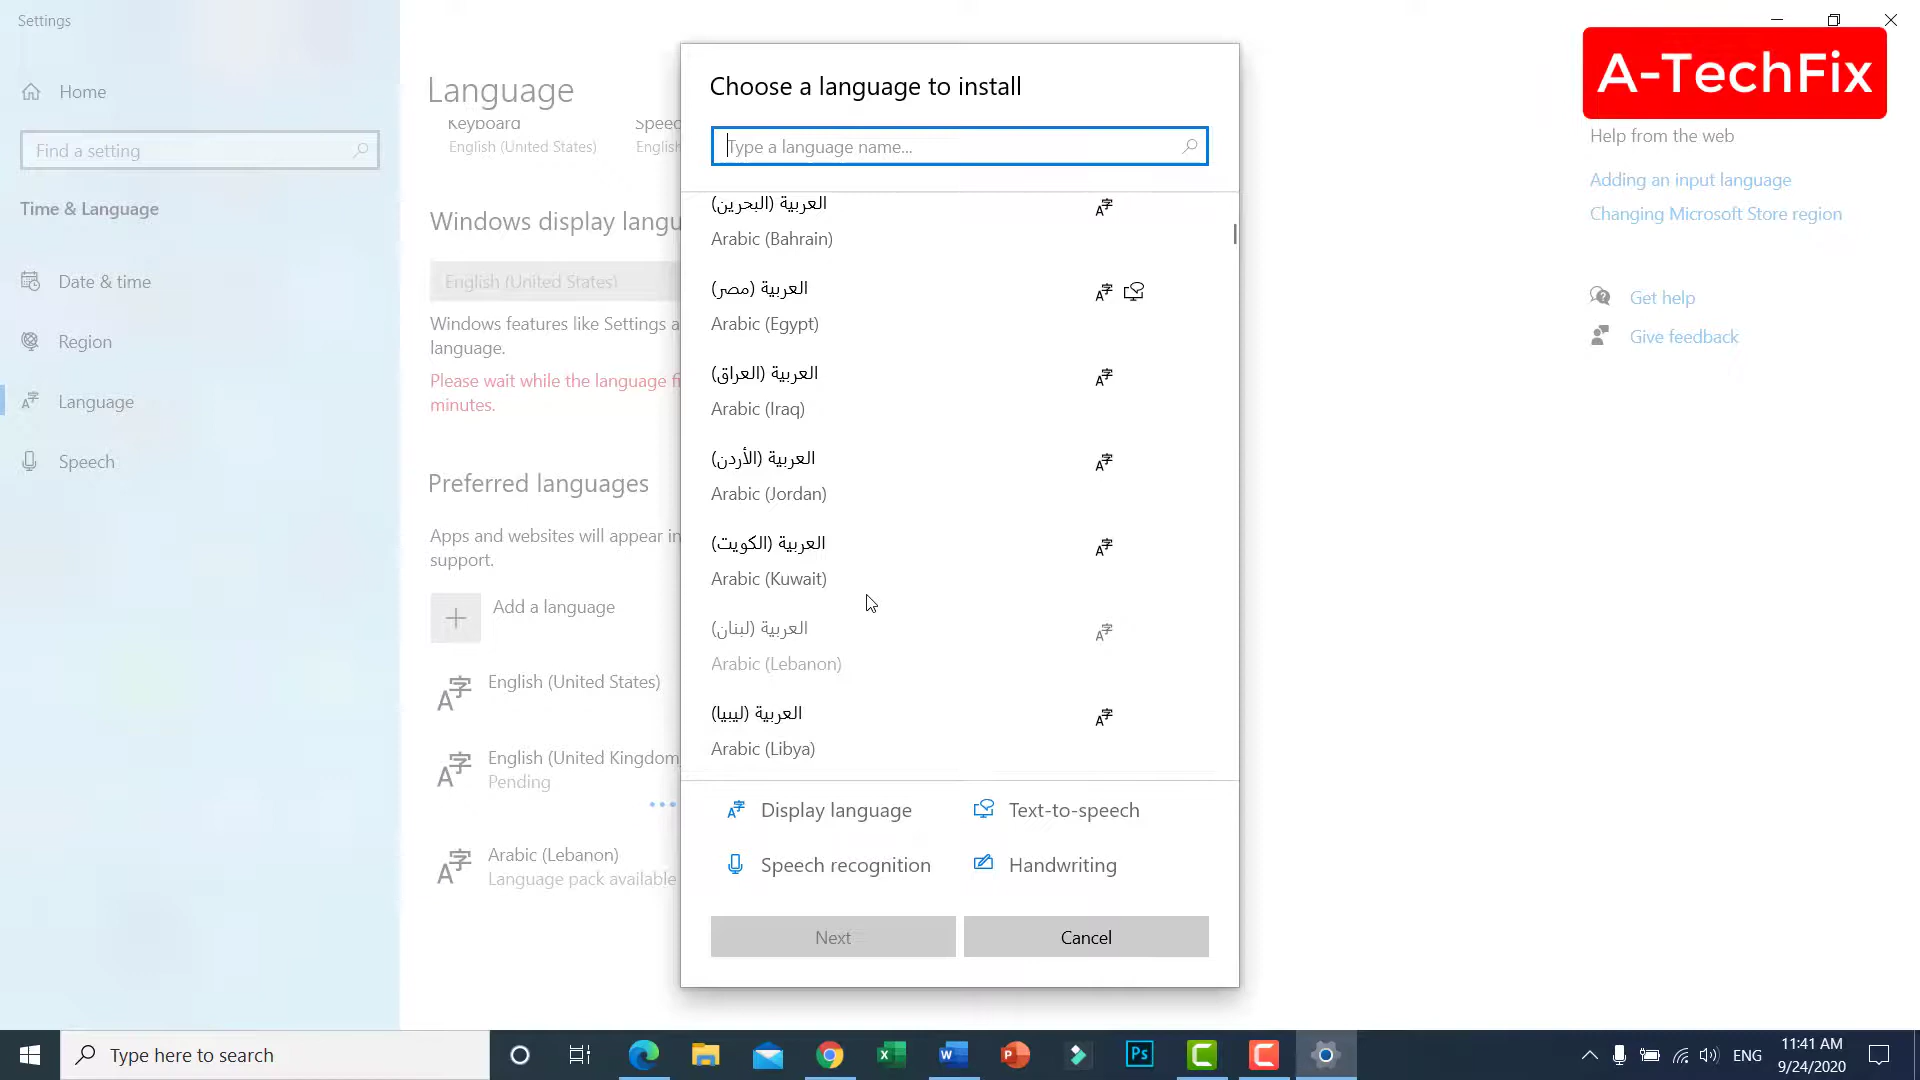 Settings
A-TechFix
Home
Find a setting
Time & Language
Date & time
Region
Language
Speech
Language
Keyboard
English (United States)
Speec
English
Windows display langu
English (United States)
Windows features like Settings a
language.
Please wait while the language fi
minutes.
Preferred languages
Apps and websites will appear in
support.
Add a language
English (United States)
English (United Kingdom)
Pending
Arabic (Lebanon)
Language pack available
Choose a language to install
Type a language name...
العربية (البحرين)
Arabic (Bahrain)
العربية (مصر)
Arabic (Egypt)
العربية (العراق)
Arabic (Iraq)
العربية (الأردن)
Arabic (Jordan)
العربية (الكويت)
Arabic (Kuwait)
العربية (لبنان)
Arabic (Lebanon)
العربية (ليبيا)
Arabic (Libya)
Display language
Text-to-speech
Speech recognition
Handwriting
Next
Cancel
Help from the web
Adding an input language
Changing Microsoft Store region
Get help
Give feedback
Type here to search
ENG
11:41 AM
9/24/2020